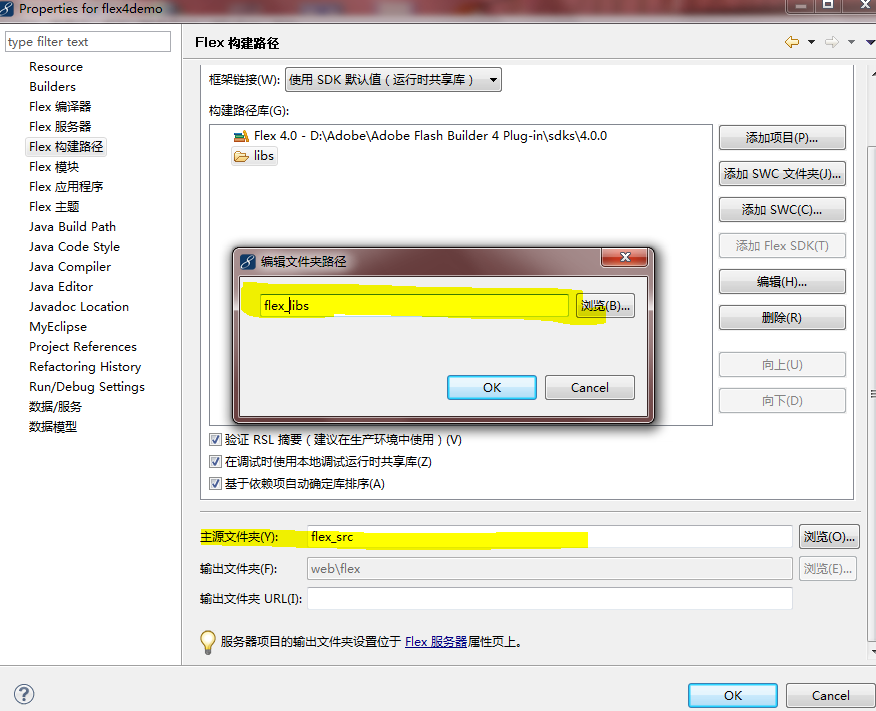 Properties for flex4demo
type filter text
Resource
Builders
Flex 编译器
Flex 服务器
Flex 构建路径
Flex 模块
Flex 应用程序
Flex 主题
Java Build Path
Java Code Style
Java Compiler
Java Editor
Javadoc Location
MyEclipse
Project References
Refactoring History
Run/Debug Settings
数据/服务
数据模型
Flex 构建路径
框架链接(W): 使用 SDK 默认值（运行时共享库）
构建路径库(G):
Flex 4.0 - D:\Adobe\Adobe Flash Builder 4 Plug-in\sdks\4.0.0
libs
添加项目(P)...
添加 SWC 文件夹(J)...
添加 SWC(C)...
添加 Flex SDK(T)
编辑(H)...
删除(R)
向上(U)
向下(D)
编辑文件夹路径
flex_libs 浏览(B)...
OK Cancel
验证 RSL 摘要（建议在生产环境中使用）(V)
在调试时使用本地调试运行时共享库(Z)
基于依赖项自动确定库排序(A)
主源文件夹(Y): flex_src 浏览(O)...
输出文件夹(F): web\flex 浏览(E)...
输出文件夹 URL(I):
服务器项目的输出文件夹设置位于 Flex 服务器属性页上。
?
OK Cancel